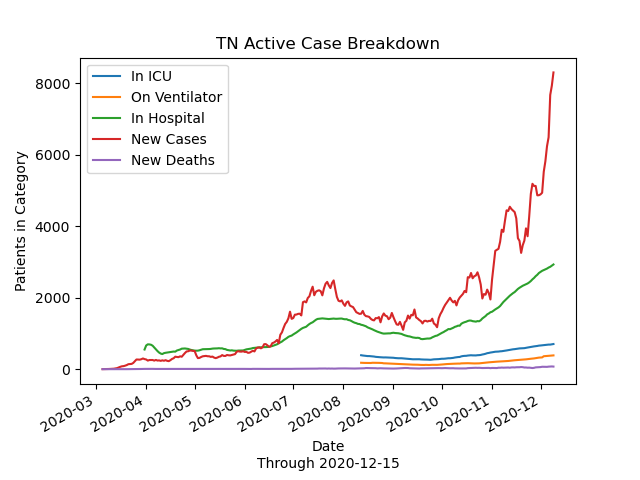 TN Active Case Breakdown
In ICU
On Ventilator
In Hospital
New Cases
New Deaths
Patients in Category
8000
6000
4000
2000
0
2020-03
2020-04
2020-05
2020-06
2020-07
2020-08
2020-09
2020-10
2020-11
2020-12
Date
Through 2020-12-15